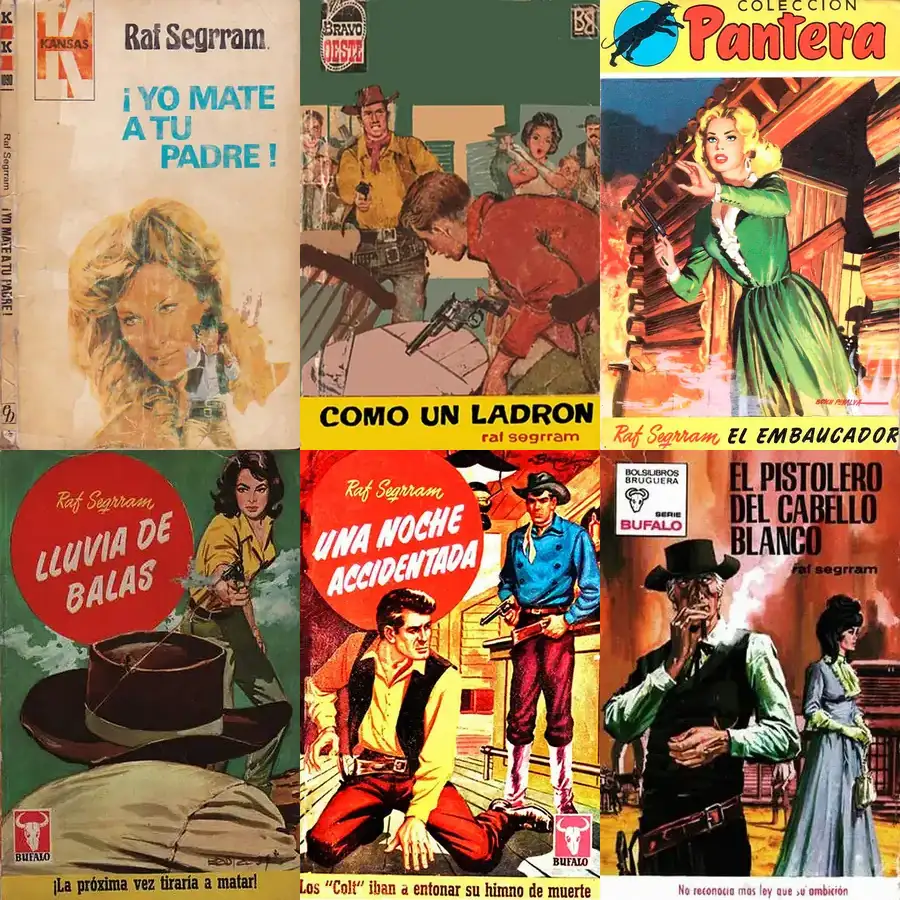 K
K
1090
Raf Segrram
¡YO MATE A TU PADRE!
KANSAS
Raf Segrram.
¡YO MATE
A TU
PADRE!
BRAVO
OESTE
BB
COMO UN LADRON
raf segrram
COLECCION
Pantera
Raf Segrram EL EMBAUCADOR
Raf Segrram
LLUVIA DE
BALAS
BUFALO
¡La próxima vez tiraría a matar!
Raf Segrram
UNA NOCHE
ACCIDENTADA
BUFALO
Los "Colt" iban a entonar su himno de muerte
BOLSILIBROS
BRUGUERA
SERIE
BUFALO
EL PISTOLERO
DEL CABELLO
BLANCO
raf segrram
No reconocía más ley que su ambición